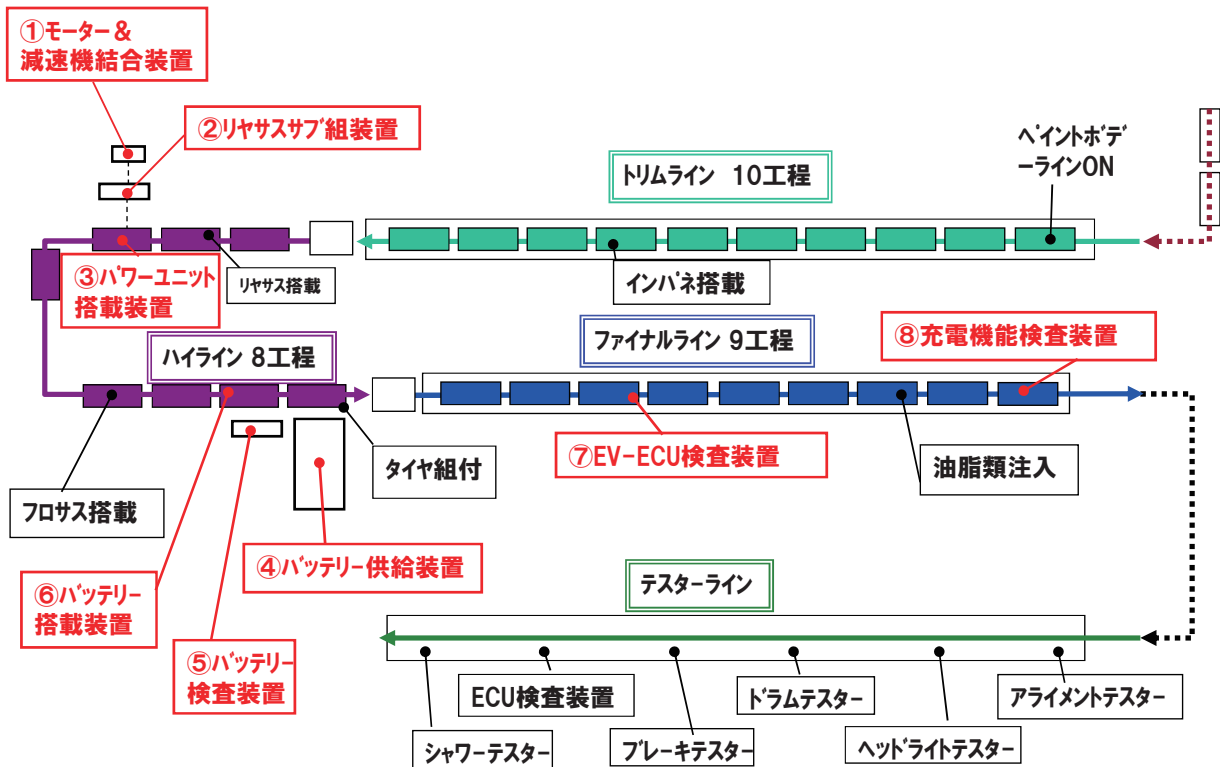 ①モーター&
減速機結合装置
②リヤサスサブ組装置
ペイントボデ
ーラインON
トリムライン 10工程
③パワーユニット
搭載装置
リヤサス搭載
インパネ搭載
ハイライン 8工程
ファイナルライン 9工程
⑧充電機能検査装置
フロサス搭載
タイヤ組付
⑦EV-ECU検査装置
油脂類注入
④バッテリー供給装置
⑥バッテリー
搭載装置
⑤バッテリー
検査装置
テスターライン
ECU検査装置
ドラムテスター
アライメントテスター
シャワーテスター
ブレーキテスター
ヘッドライトテスター